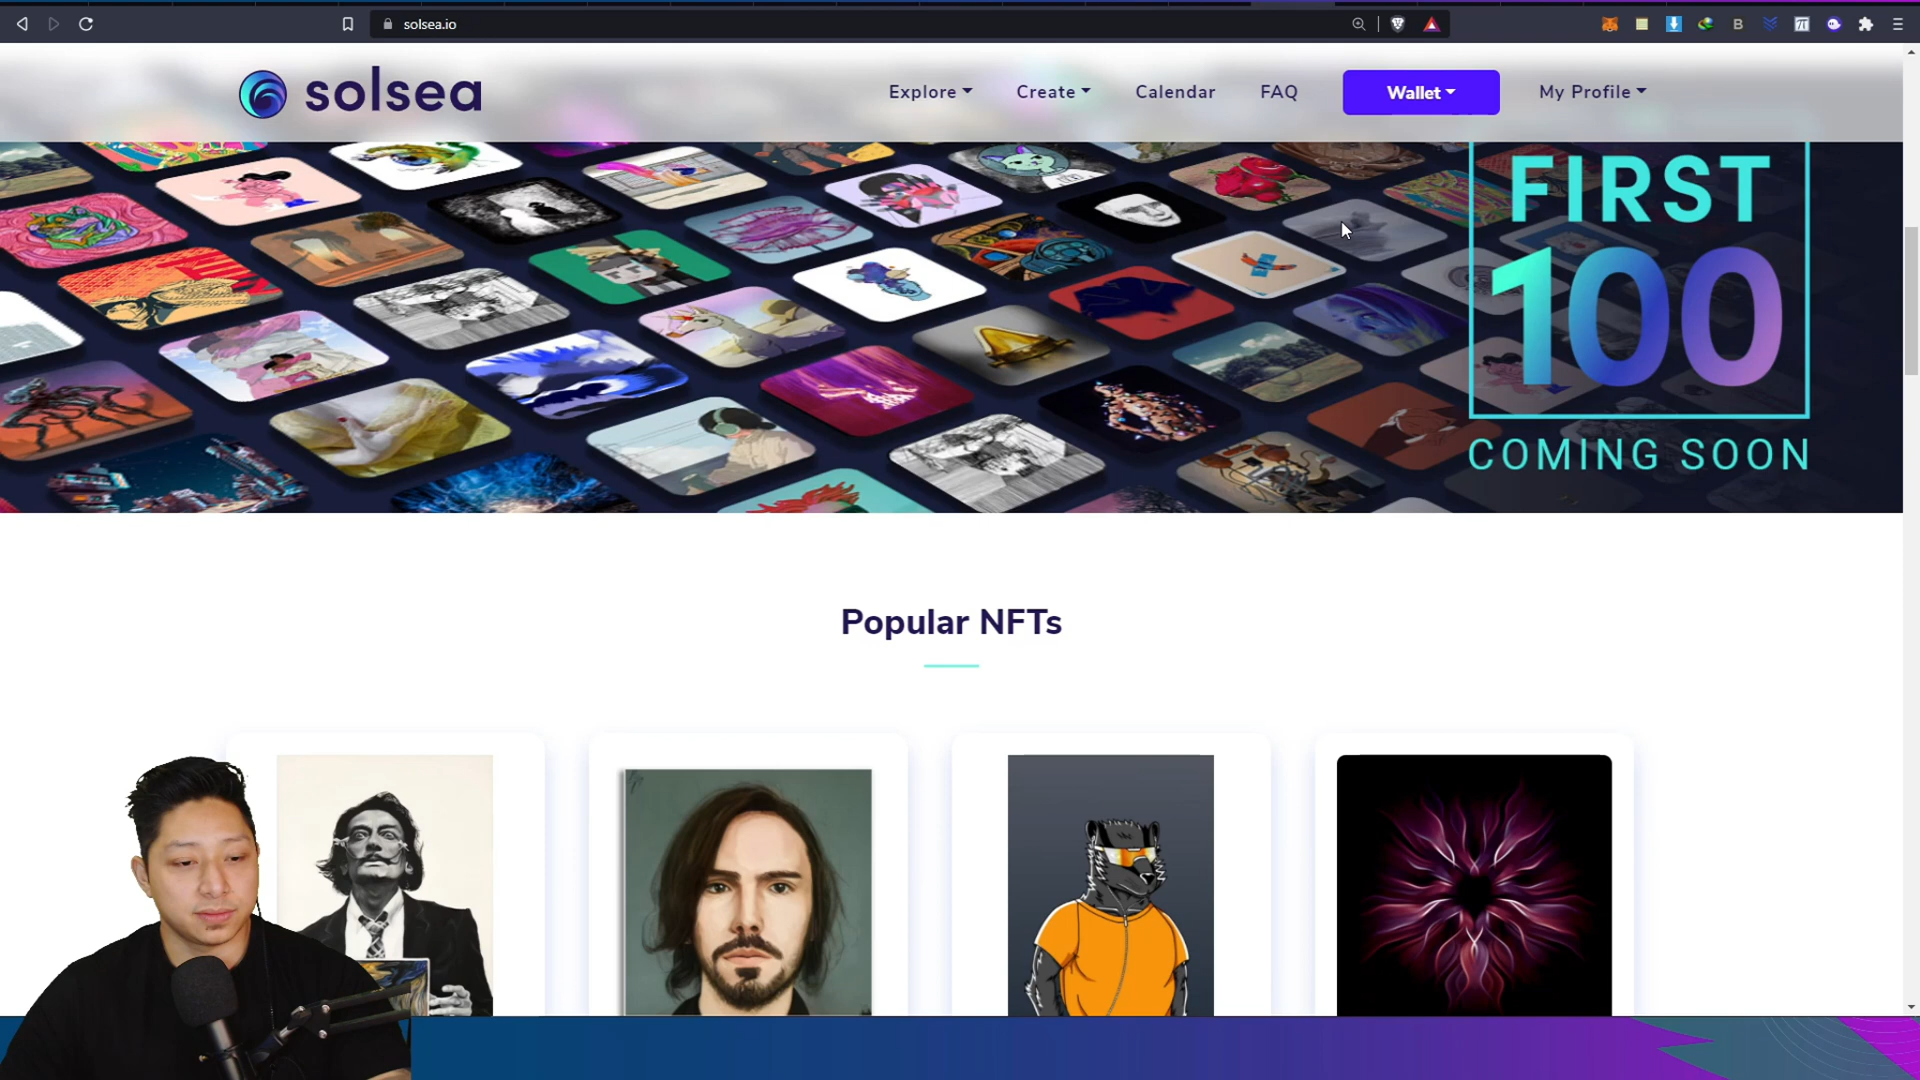 solsea.io
solsea
Explore
Create
Calendar
FAQ
Wallet
My Profile
FIRST
100
COMING SOON
Popular NFTs